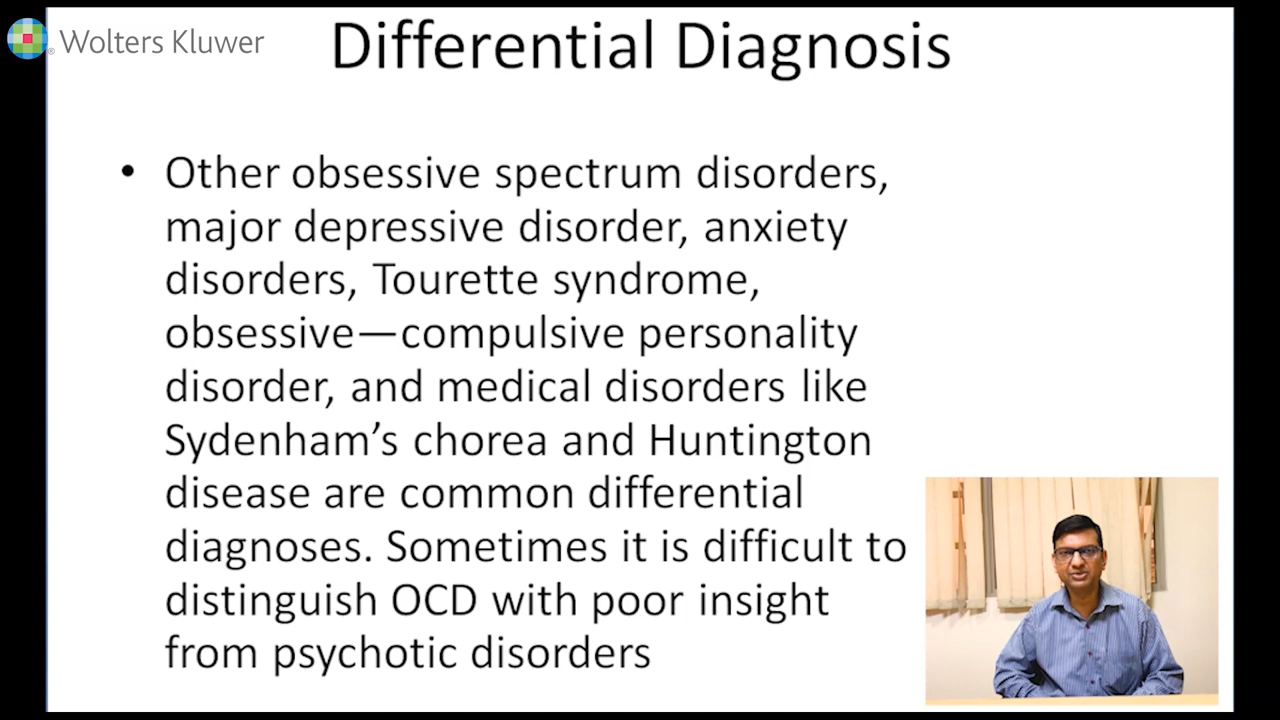 Wolters Kluwer
Differential Diagnosis
• Other obsessive spectrum disorders,
major depressive disorder, anxiety
disorders, Tourette syndrome,
obsessive—compulsive personality
disorder, and medical disorders like
Sydenham’s chorea and Huntington
disease are common differential
diagnoses. Sometimes it is difficult to
distinguish OCD with poor insight
from psychotic disorders